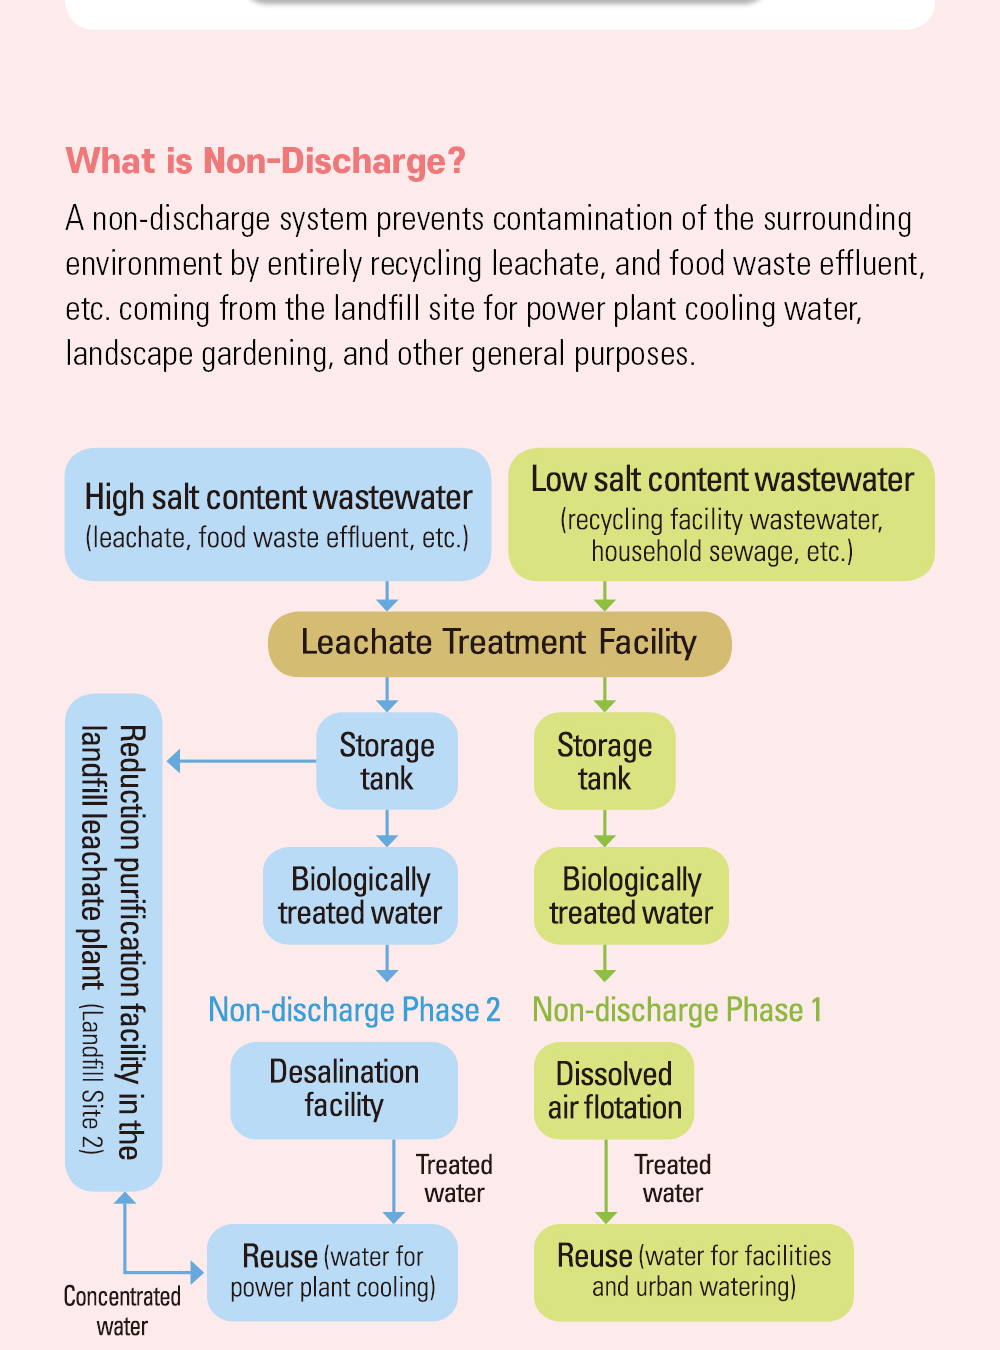 What is Non-Discharge?
A non-discharge system prevents contamination of the surrounding
environment by entirely recycling leachate, and food waste effluent,
etc. coming from the landfill site for power plant cooling water,
landscape gardening, and other general purposes.
High salt content wastewater
(leachate, food waste effluent, etc.)
Low salt content wastewater
(recycling facility wastewater,
household sewage, etc.)
Leachate Treatment Facility
Reduction purification facility in the
landfill leachate plant (Landfill Site 2)
Storage
tank
Storage
tank
Biologically
treated water
Biologically
treated water
Non-discharge Phase 2
Non-discharge Phase 1
Desalination
facility
Dissolved
air flotation
Treated
water
Treated
water
Reuse (water for
power plant cooling)
Reuse (water for facilities
and urban watering)
Concentrated
water